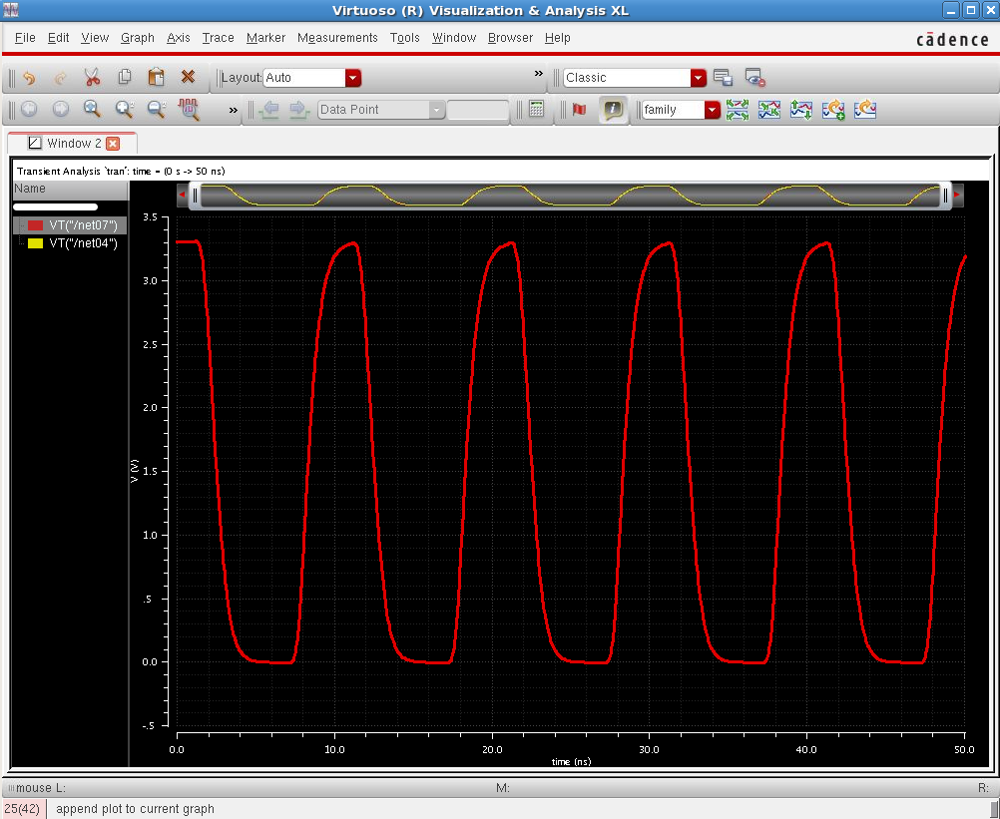 Virtuoso (R) Visualization & Analysis XL
File Edit View Graph Axis Trace Marker Measurements Tools Window Browser Help
cādence
Layout: Auto » Classic
» Data Point family
Window 2
Transient Analysis `tran': time = (0 s -> 50 ns)
Name
VT("/net07")
VT("/net04")
3.5
3.0
2.5
2.0
V (V)
1.5
1.0
.5
0.0
-.5
0.0 10.0 20.0 30.0 40.0 50.0
time (ns)
mouse L: M: R:
25(42) append plot to current graph